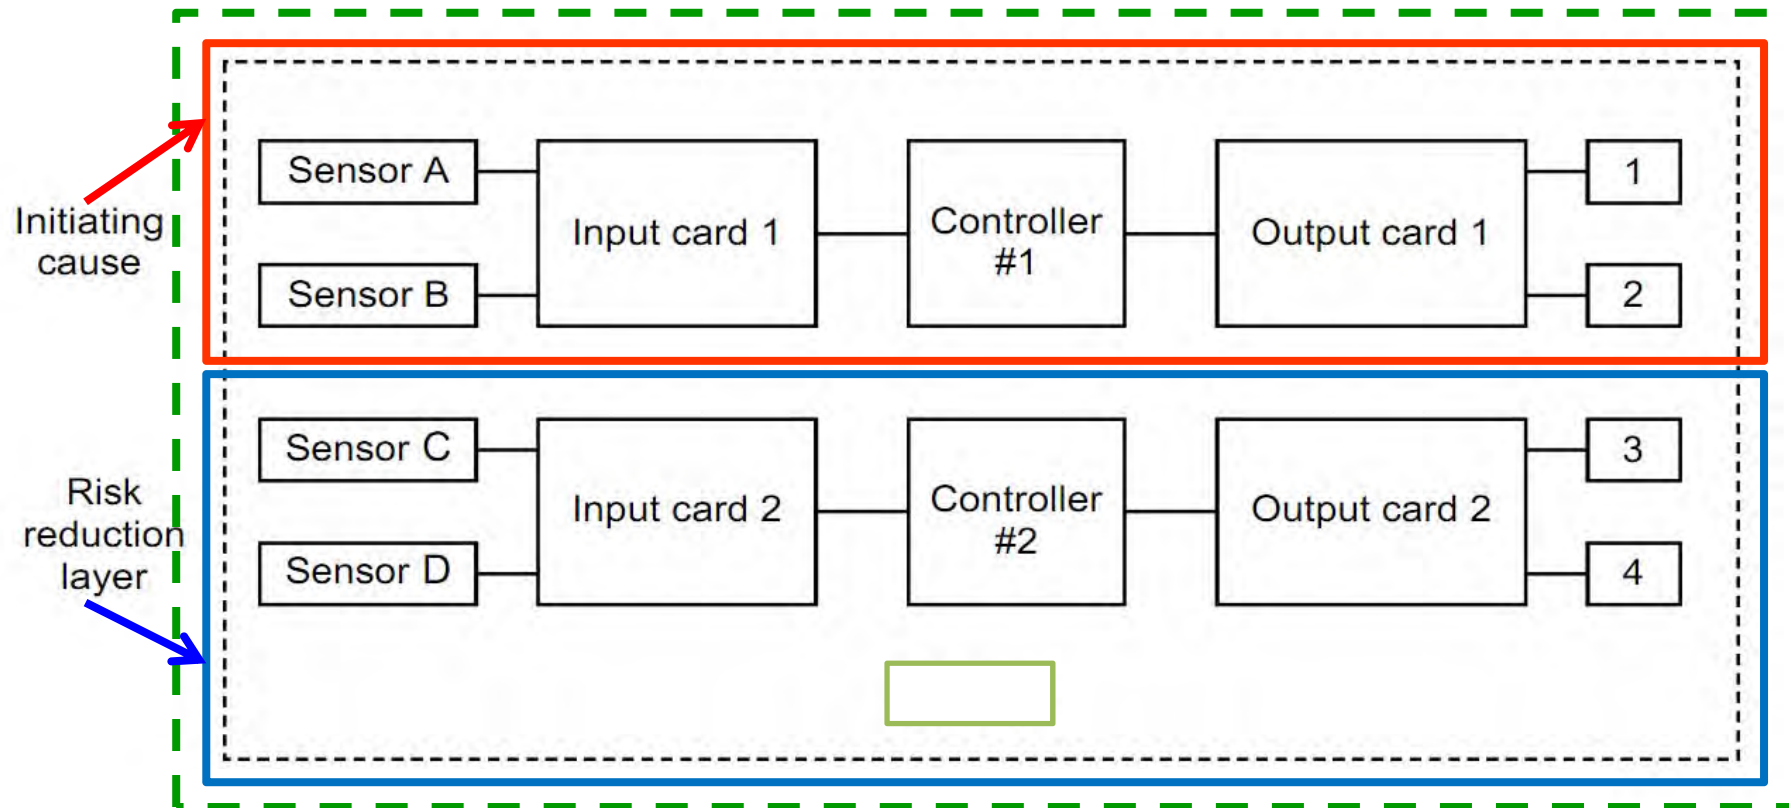 Sensor A
Sensor B
Input card 1
Controller
#1
Output card 1
1
2
Initiating
cause
Sensor C
Sensor D
Input card 2
Controller
#2
Output card 2
3
4
Risk
reduction
layer